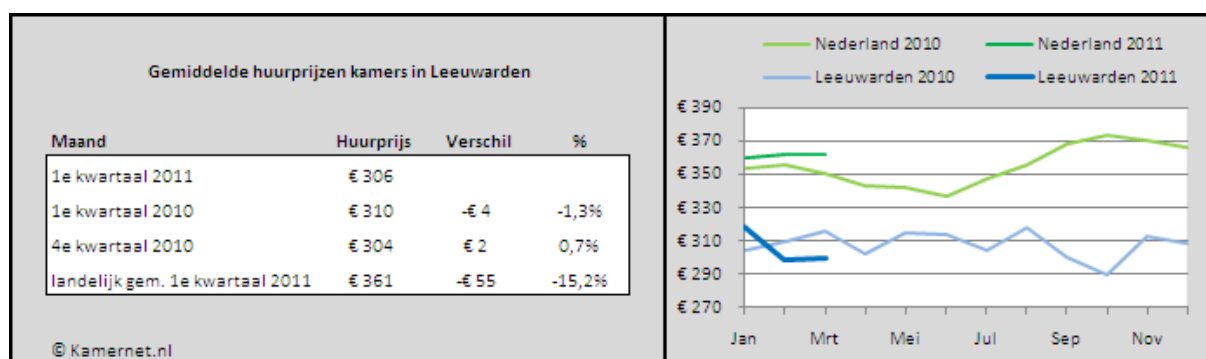 Gemiddelde huurprijzen kamers in Leeuwarden
Maand Huurprijs Verschil %
1e kwartaal 2011 € 306
1e kwartaal 2010 € 310 -€ 4 -1,3%
4e kwartaal 2010 € 304 € 2 0,7%
landelijk gem. 1e kwartaal 2011 € 361 -€ 55 -15,2%
© Kamernet.nl
Nederland 2010 Nederland 2011
Leeuwarden 2010 Leeuwarden 2011
€ 390
€ 370
€ 350
€ 330
€ 310
€ 290
€ 270
Jan Mrt Mei Jul Sep Nov